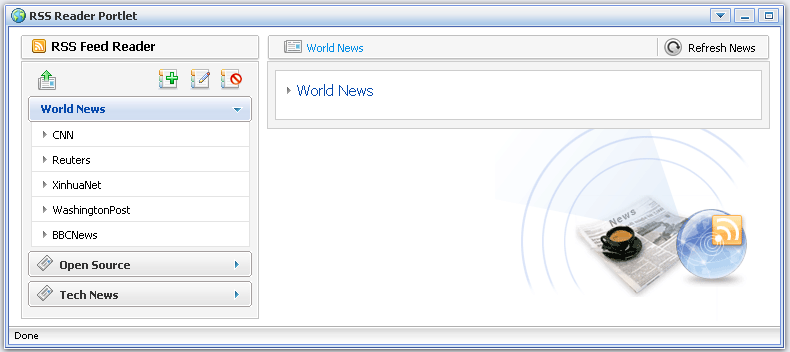 RSS Reader Portlet
RSS Feed Reader
World News
Refresh News
World News
CNN
Reuters
XinhuaNet
WashingtonPost
BBCNews
Open Source
Tech News
World News
News
Done